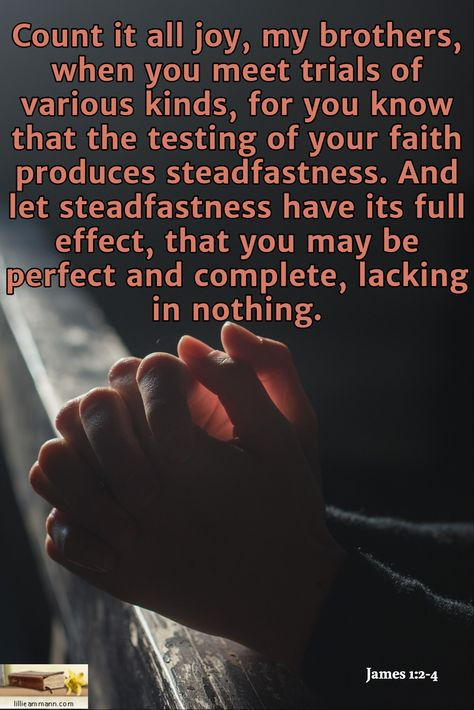 Count it all joy, my brothers,
when you meet trials of
various kinds, for you know
that the testing of your faith
produces steadfastness. And
let steadfastness have its full
effect, that you may be
perfect and complete, lacking
in nothing.
James 1:2-4
lillieammann.com